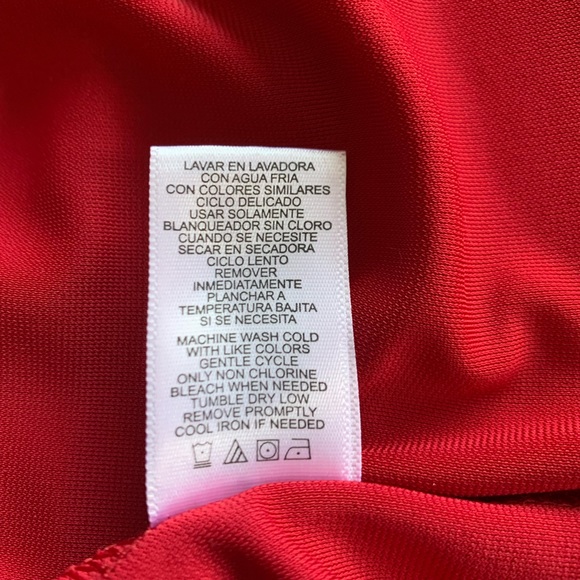 LAVAR EN LAVADORA
CON AGUA FRIA
CON COLORES SIMILARES
CICLO DELICADO
USAR SOLAMENTE
BLANQUEADOR SIN CLORO
CUANDO SE NECESITE
SECAR EN SECADORA
CICLO LENTO
REMOVER
INMEDIATAMENTE
PLANCHAR A
TEMPERATURA BAJITA
SI SE NECESITA
MACHINE WASH COLD
WITH LIKE COLORS
GENTLE CYCLE
ONLY NON CHLORINE
BLEACH WHEN NEEDED
TUMBLE DRY LOW
REMOVE PROMPTLY
COOL IRON IF NEEDED